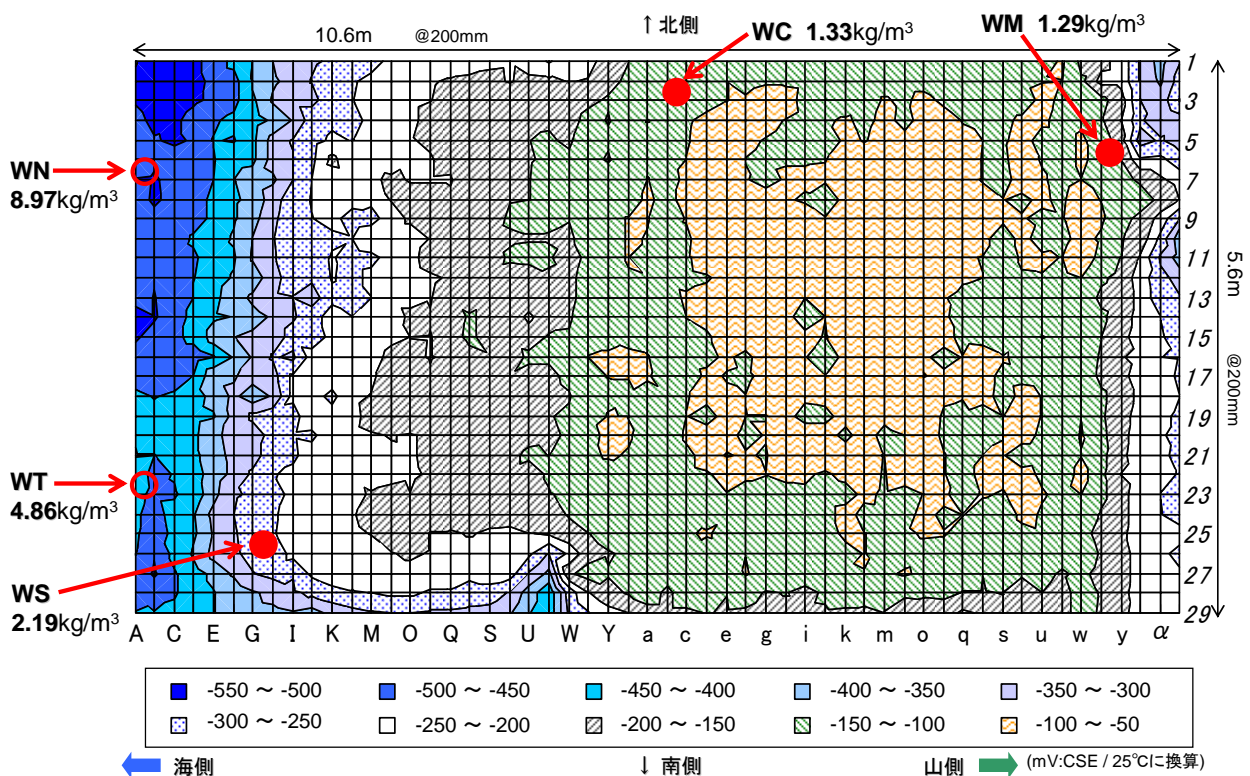 10.6m @200mm ↑北側 WC 1.33kg/m³ WM 1.29kg/m³
WN
8.97kg/m³
WT
4.86kg/m³
WS
2.19kg/m³
1
3
5
7
9
11
13
15
17
19
21
23
25
27
29
5.6m
@200mm
A C E G I K M O Q S U W Y a c e g i k m o q s u w y α
-550 ～ -500 -500 ～ -450 -450 ～ -400 -400 ～ -350 -350 ～ -300
-300 ～ -250 -250 ～ -200 -200 ～ -150 -150 ～ -100 -100 ～ -50
海側 ↓ 南側 山側 (mV:CSE / 25℃に換算)